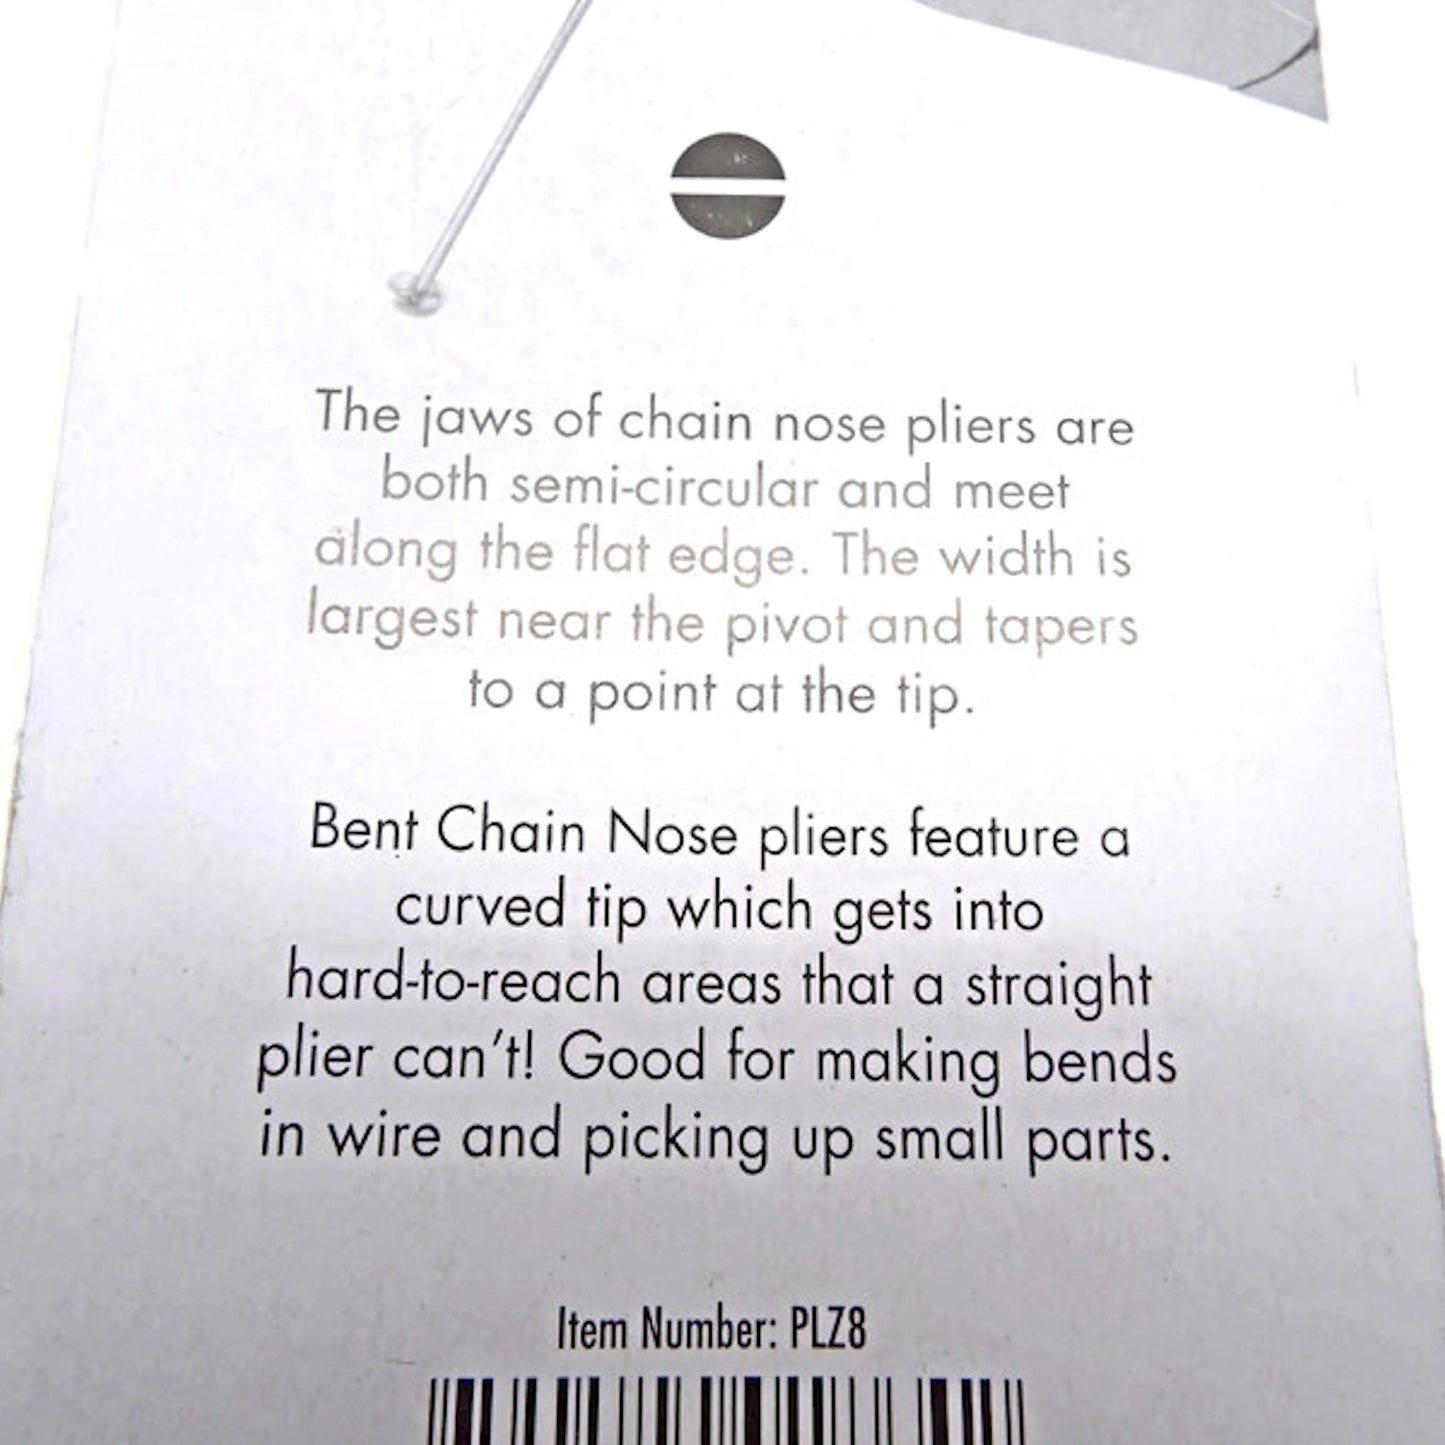 The jaws of chain nose pliers are
both semi-circular and meet
along the flat edge. The width is
largest near the pivot and tapers
to a point at the tip.
Bent Chain Nose pliers feature a
curved tip which gets into
hard-to-reach areas that a straight
plier can't! Good for making bends
in wire and picking up small parts.
Item Number: PLZ8